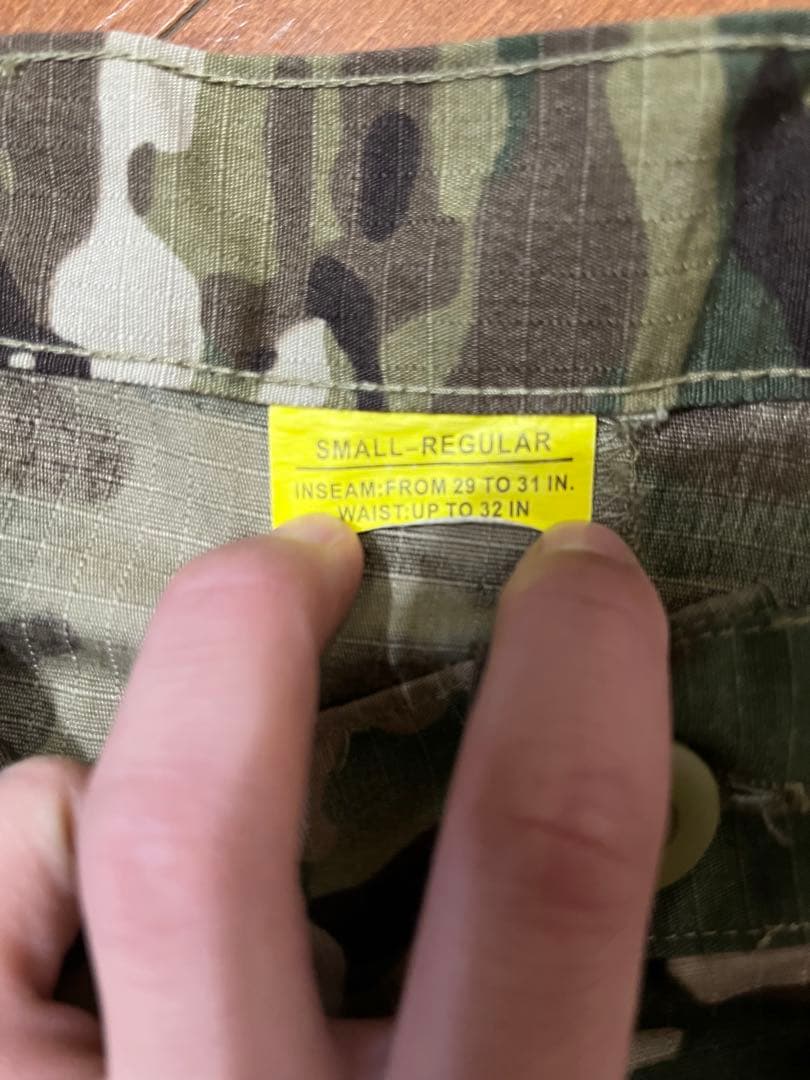 SMALL-REGULAR
INSEAM:FROM 29 TO 31 IN.
WAIST:UP TO 32 IN